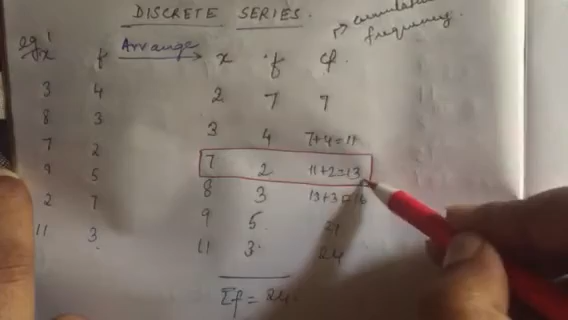 DISCRETE SERIES.
↱ cumulative frequency.
eg'
x f Arrange → x f cf.
3 4 2 7 7
8 3 3 4 7+4=11
7 2 7 2 11+2=13
9 5 8 3 13+3=16
2 7 9 5. 21
11 3. 11 3. 24
Σf = 24.